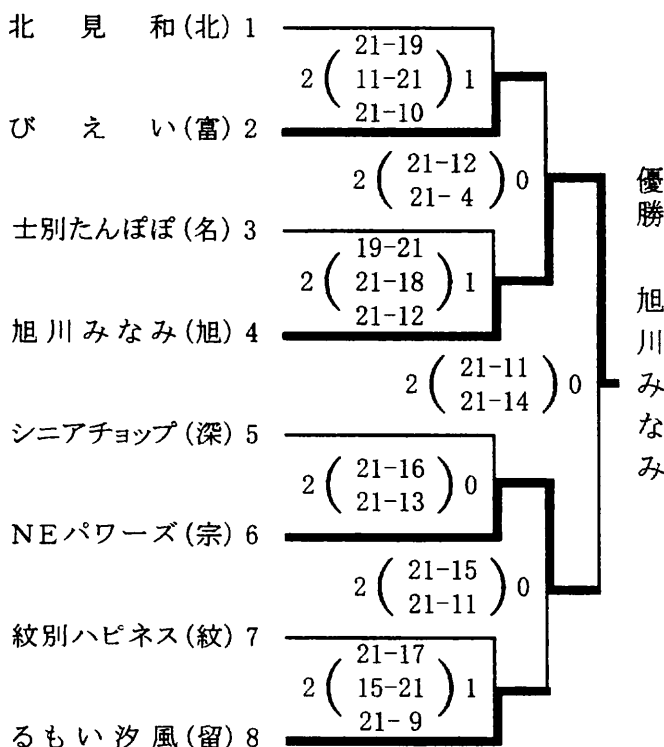 北見和(北) 1
21-19
2 ( 11-21 ) 1
21-10
びえい(富) 2
2 ( 21-12 ) 0
21- 4
士別たんぽぽ(名) 3
19-21
2 ( 21-18 ) 1
21-12
旭川みなみ(旭) 4
2 ( 21-11 ) 0
21-14
シニアチョップ(深) 5
2 ( 21-16 ) 0
21-13
NEパワーズ(宗) 6
2 ( 21-15 ) 0
21-11
紋別ハピネス(紋) 7
21-17
2 ( 15-21 ) 1
21- 9
るもい汐風(留) 8
優勝 旭川みなみ